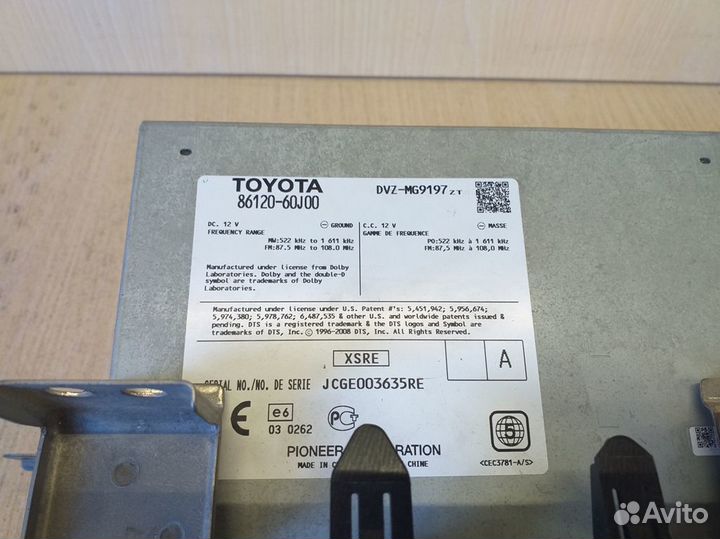 TOYOTA
86120-60J00
DVZ-MG9197 ZT
DC. 12 V ⊖ GROUND
FREQUENCY RANGE
MW:522 kHz to 1 611 kHz
FM:87.5 MHz to 108.0 MHz
C.C. 12 V ⊖ MASSE
GAMME DE FREQUENCE
PO:522 kHz à 1 611 kHz
FM:87,5 MHz à 108,0 MHz
Manufactured under license from Dolby
Laboratories. Dolby and the double-D
symbol are trademarks of Dolby
Laboratories.
Manufactured under license under U.S. Patent #'s: 5,451,942; 5,956,674;
5,974,380; 5,978,762; 6,487,535 & other U.S. and worldwide patents issued &
pending. DTS is a registered trademark & the DTS logos and Symbol are
trademarks of DTS, Inc. © 1996-2008 DTS, Inc. All Rights Reserved.
XSRE
A
SERIAL NO./NO. DE SERIE JCGE003635RE
CE
e6
03 0262
PG+
5
PIONEER CORPORATION
MADE IN CHINE
<CEC3781-A/S>
Avito